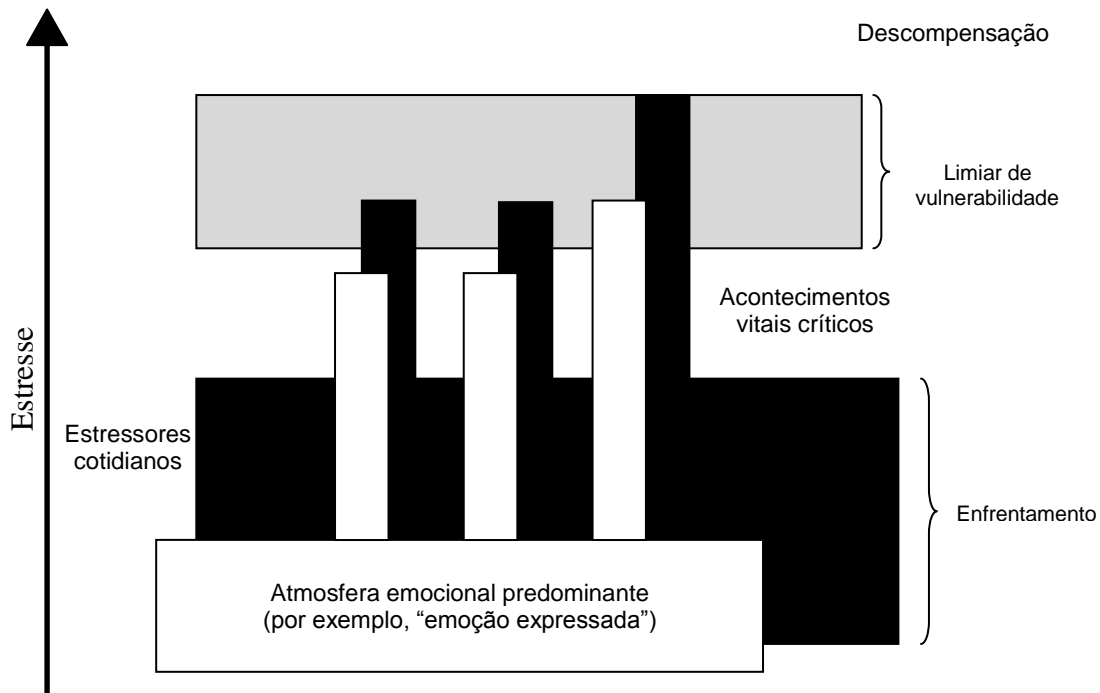 Descompensação
Limiar de
vulnerabilidade
Acontecimentos
vitais críticos
Estresse
Estressores
cotidianos
Enfrentamento
Atmosfera emocional predominante
(por exemplo, “emoção expressada”)